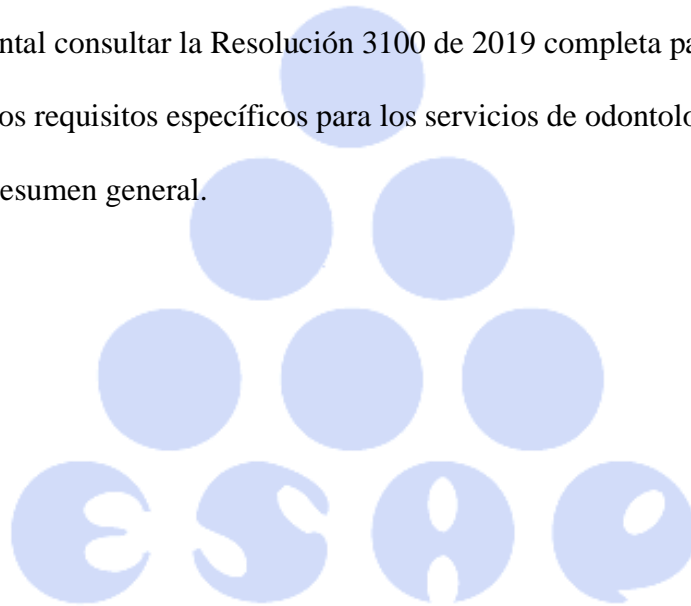 ntal consultar la Resolución 3100 de 2019 completa pa
os requisitos específicos para los servicios de odontolo
esumen general.
ESAP